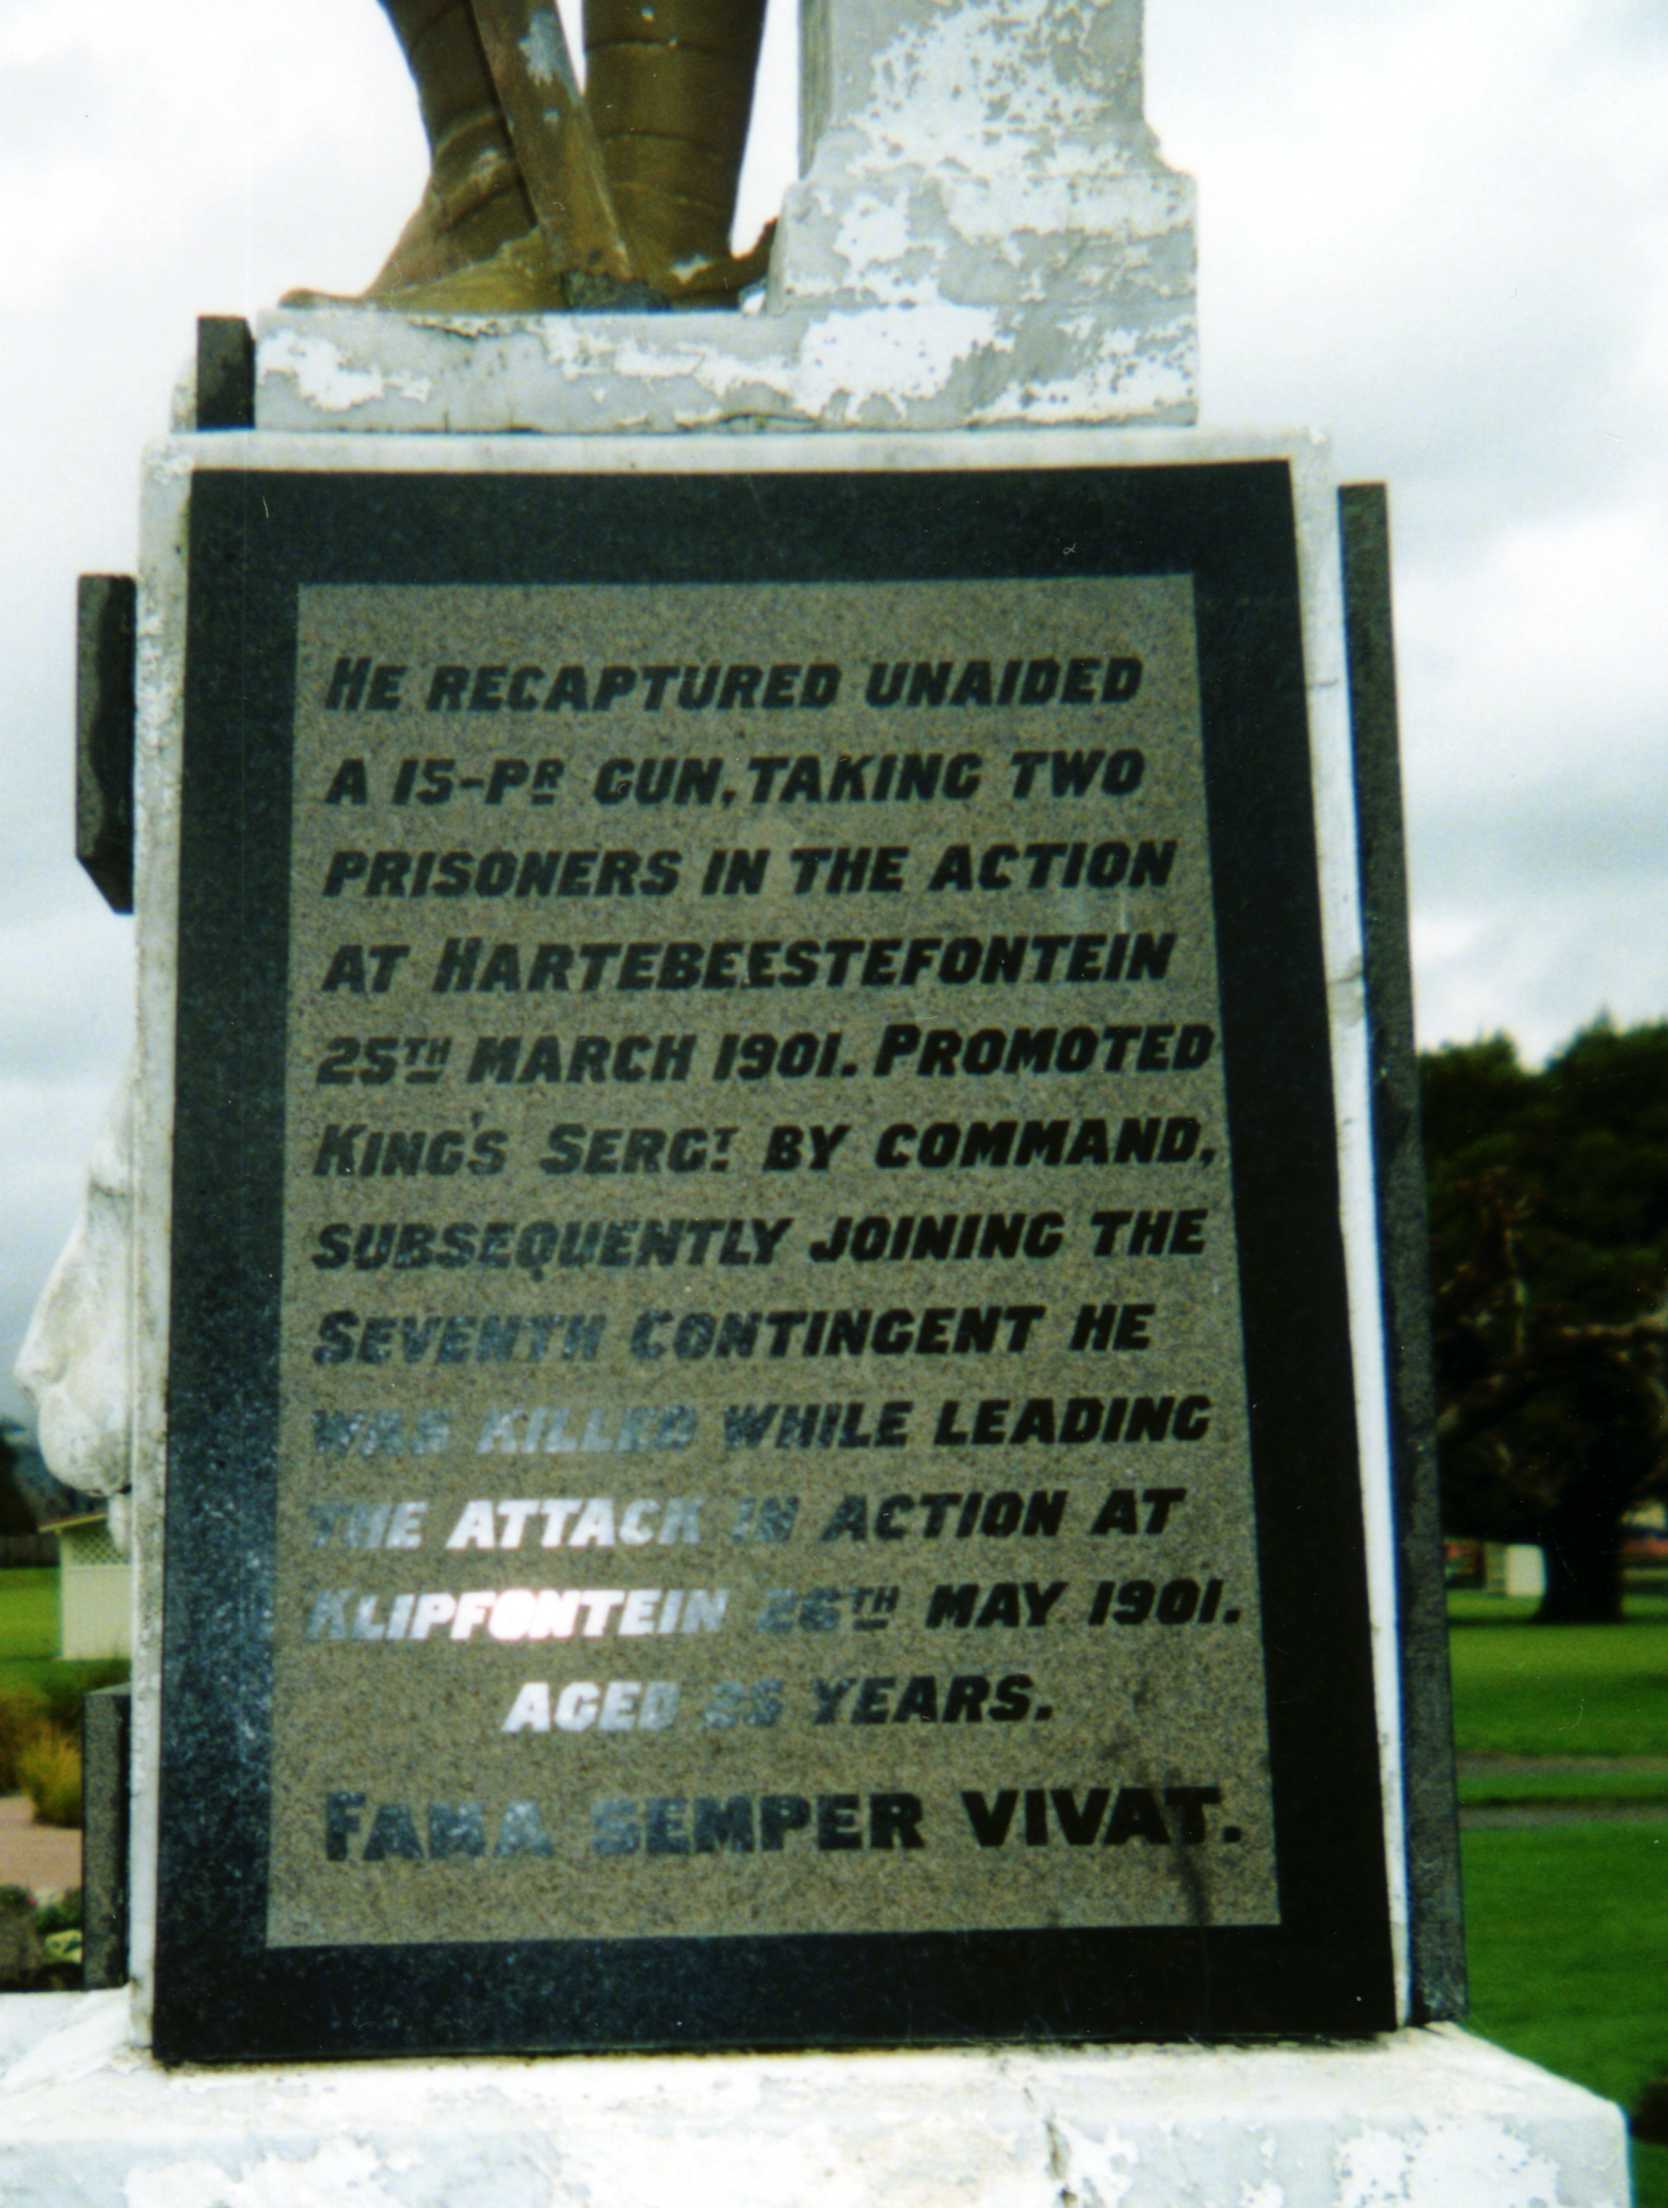 He recaptured unaided
a 15-Pr gun, taking two
prisoners in the action
at Hartebeestefontein
25th March 1901. Promoted
King's Sergt by command,
subsequently joining the
Seventh Contingent he
was killed while leading
the attack in action at
Klipfontein 26th May 1901.
Aged years.
Fama semper vivat.